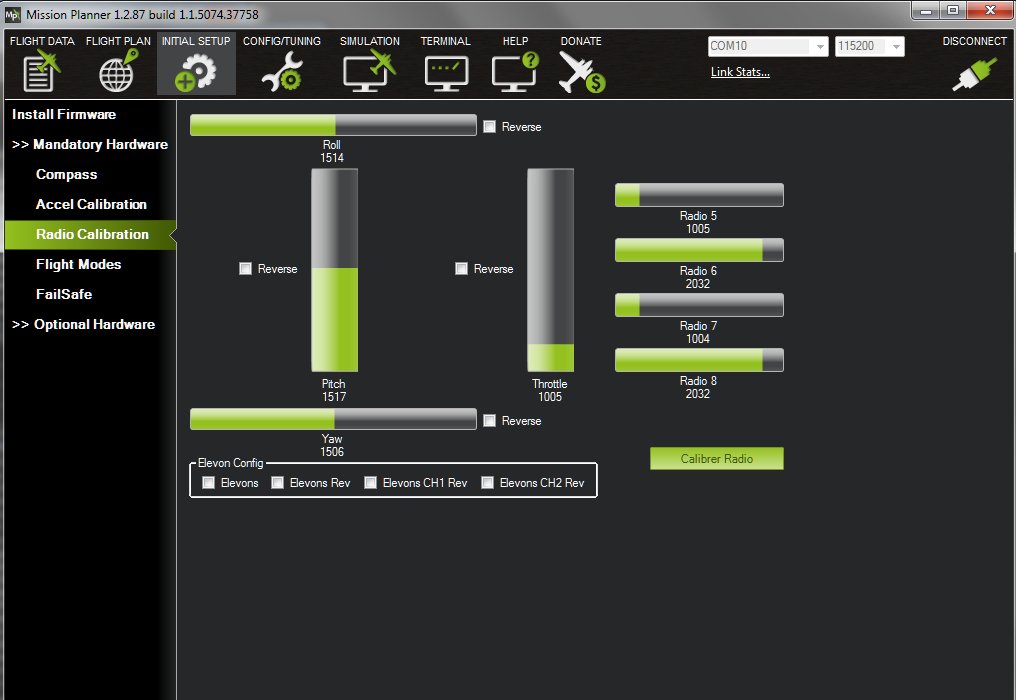 Mission Planner 1.2.87 build 1.1.5074.37758
FLIGHT DATA FLIGHT PLAN INITIAL SETUP CONFIG/TUNING SIMULATION TERMINAL HELP DONATE DISCONNECT
COM10 115200
Link Stats...
Install Firmware
>> Mandatory Hardware
Compass
Accel Calibration
Radio Calibration
Flight Modes
FailSafe
>> Optional Hardware
Reverse
Roll
1514
Reverse
Pitch
1517
Reverse
Throttle
1005
Radio 5
1005
Radio 6
2032
Radio 7
1004
Radio 8
2032
Reverse
Yaw
1506
Elevon Config
Elevons Elevons Rev Elevons CH1 Rev Elevons CH2 Rev
Calibrer Radio